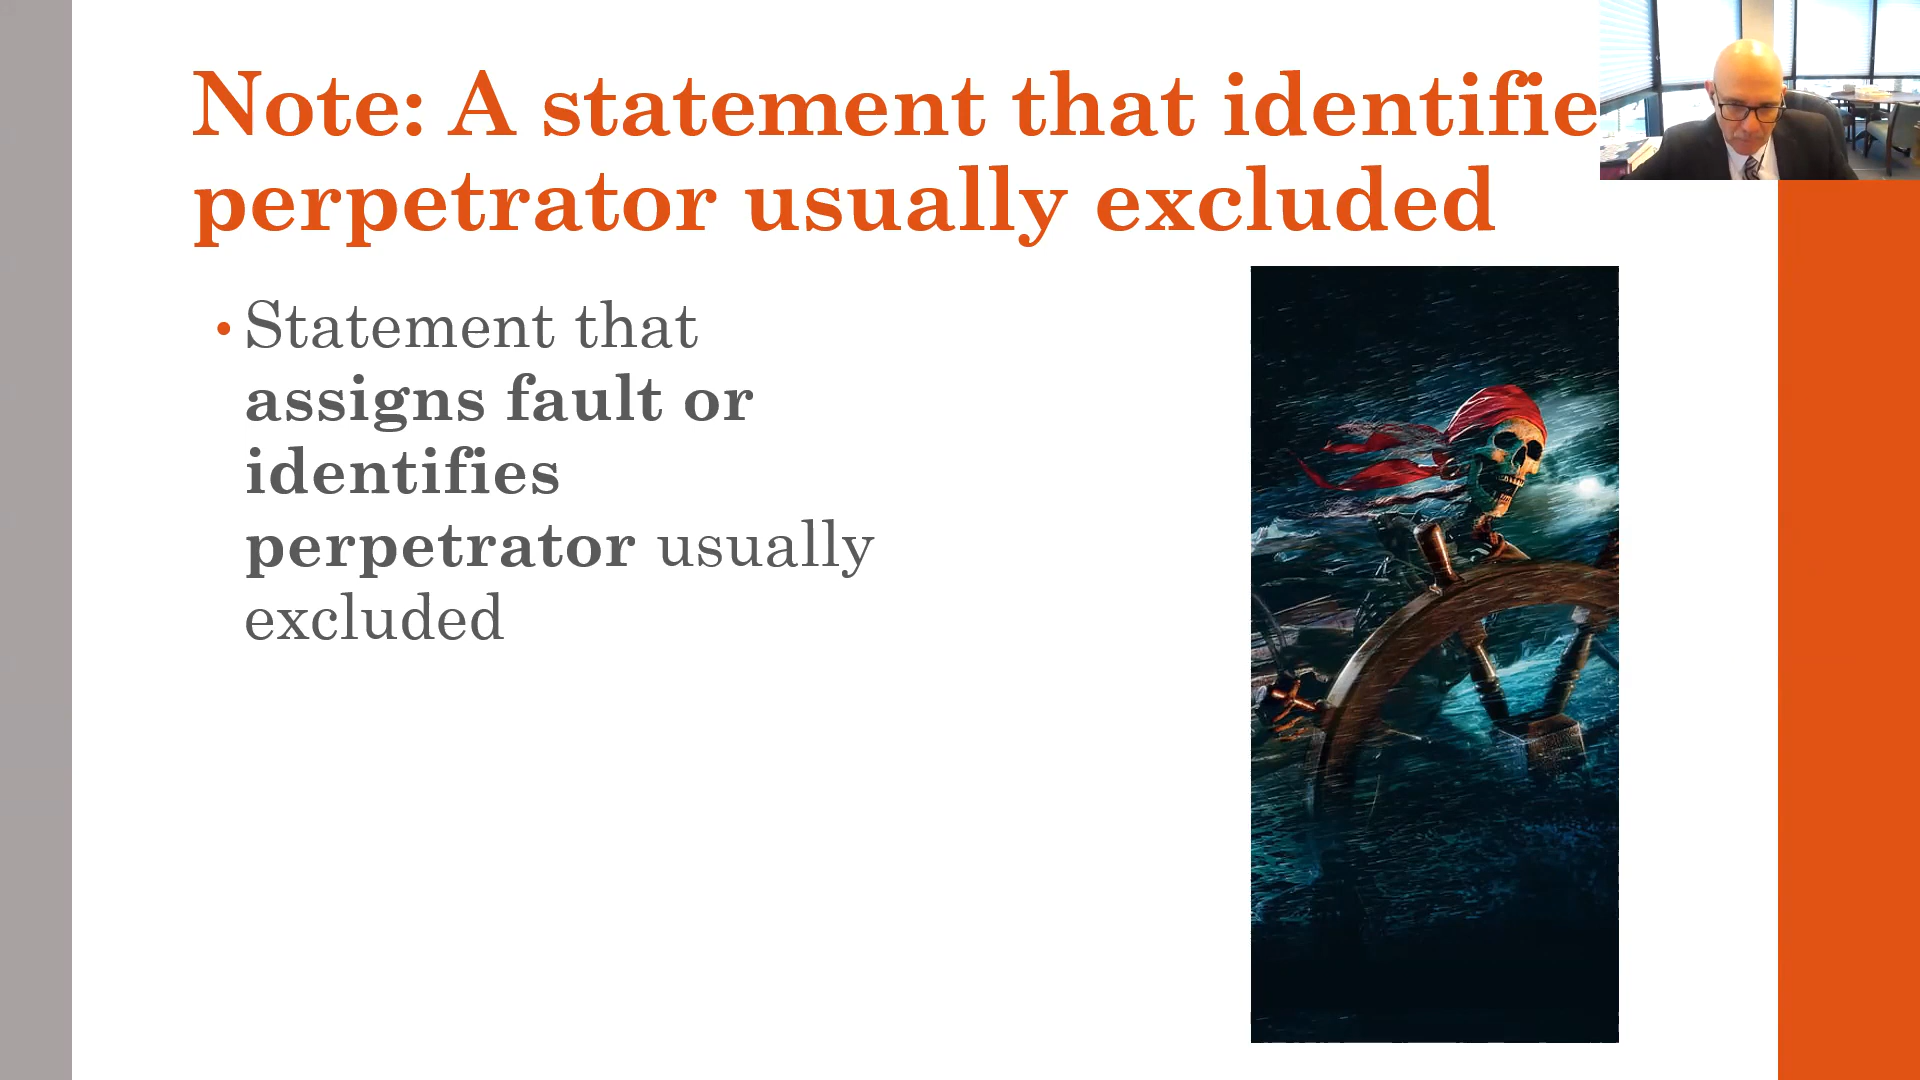 Note: A statement that identifie
perpetrator usually excluded
• Statement that
assigns fault or
identifies
perpetrator usually
excluded